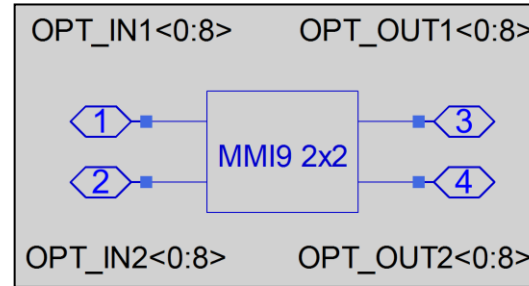 OPT_IN1<0:8> OPT_OUT1<0:8>
1 3
MMI9 2x2
2 4
OPT_IN2<0:8> OPT_OUT2<0:8>